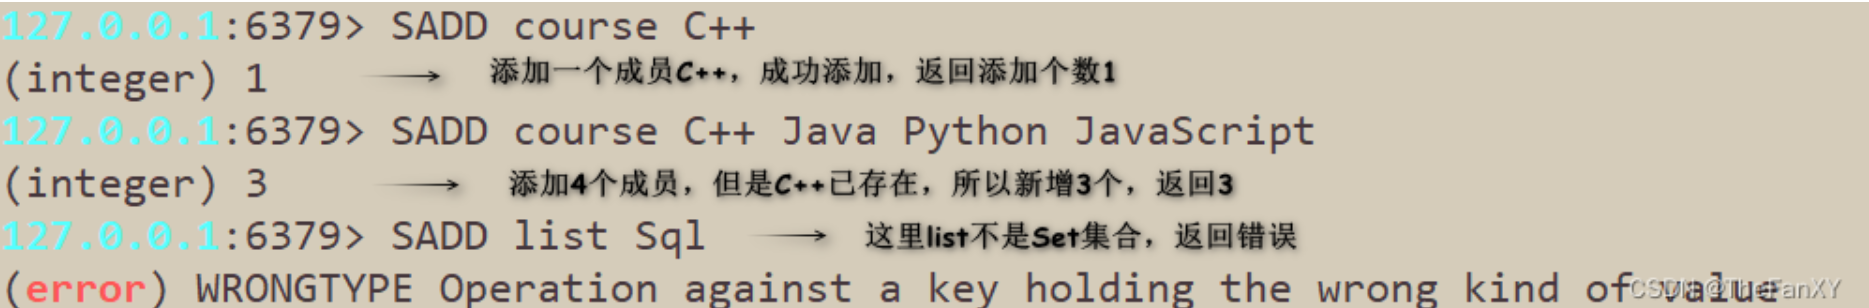 127.0.0.1:6379> SADD course C++
(integer) 1 添加一个成员C++，成功添加，返回添加个数1
127.0.0.1:6379> SADD course C++ Java Python JavaScript
(integer) 3 添加4个成员，但是C++已存在，所以新增3个，返回3
127.0.0.1:6379> SADD list Sql 这里list不是Set集合，返回错误
(error) WRONGTYPE Operation against a key holding the wrong kind of value
CSDN @TheFanXY